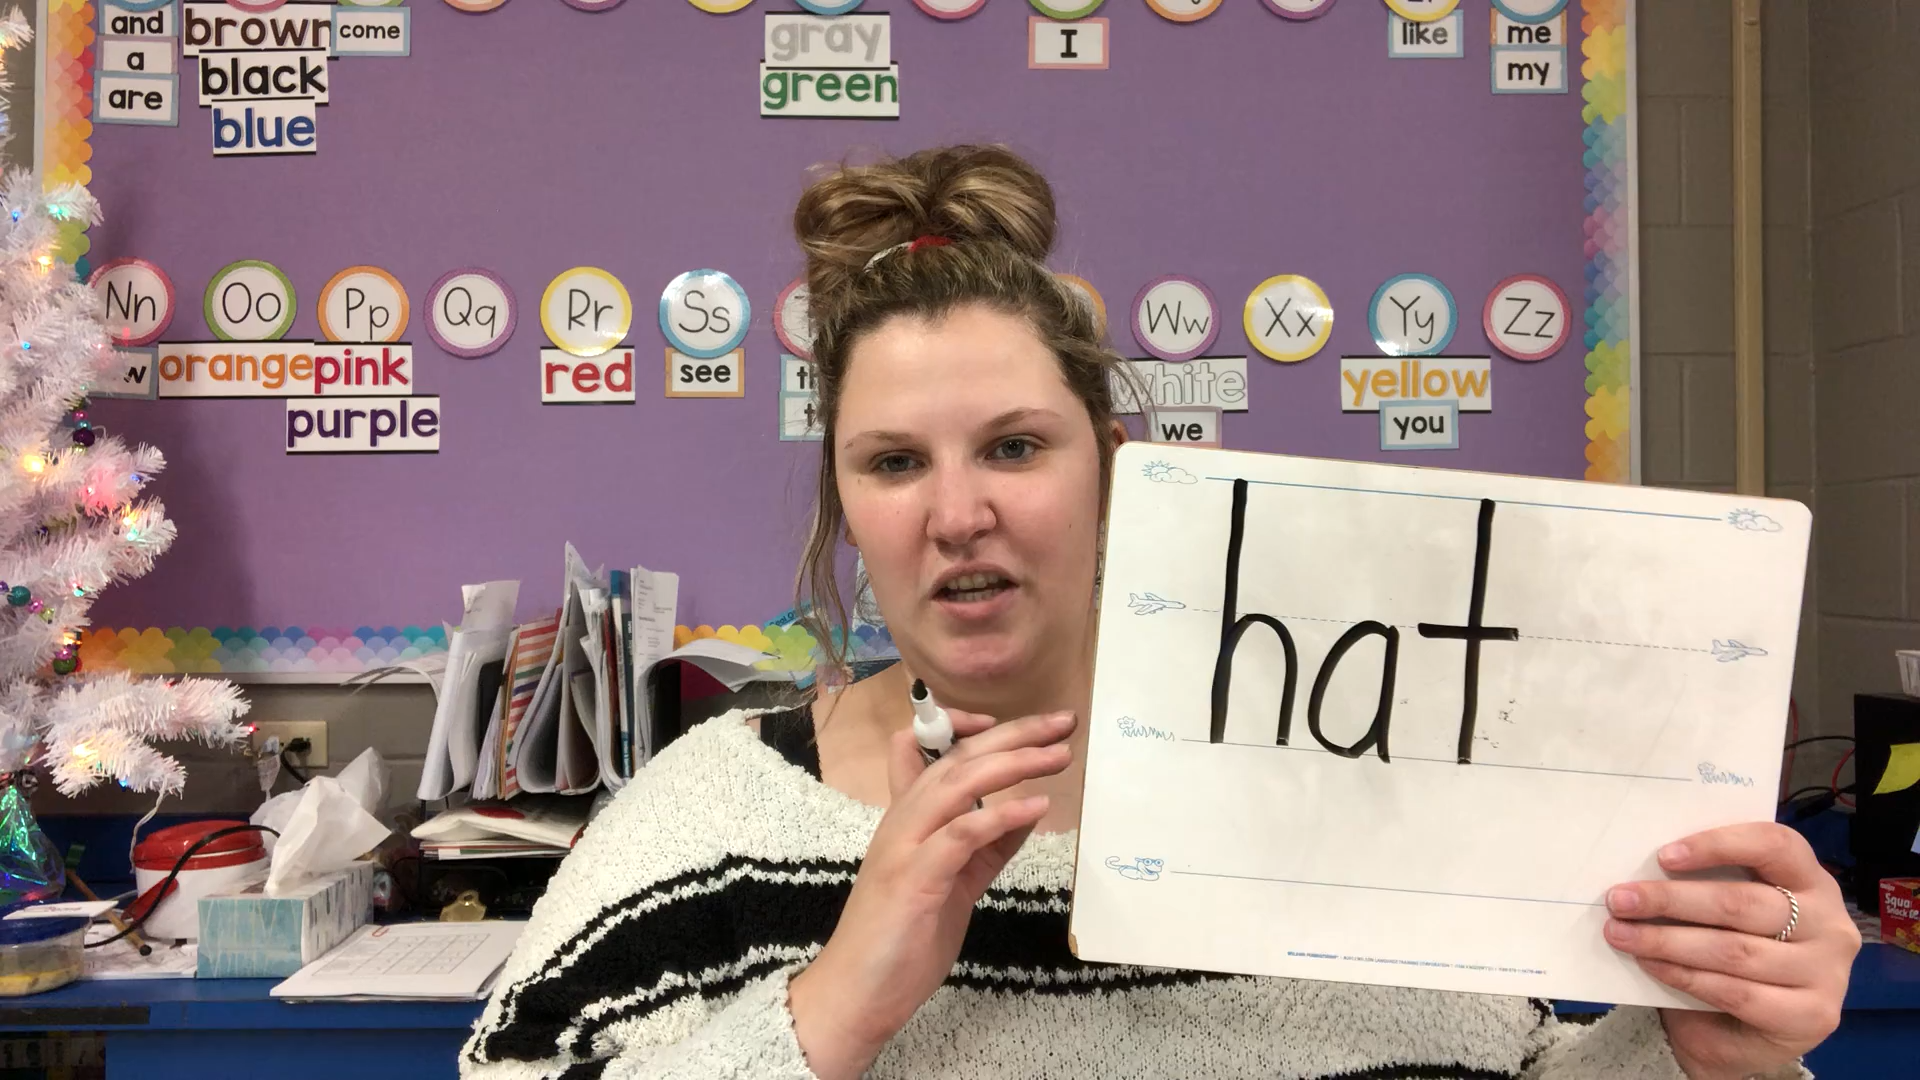 and
brown
come
gray
I
like
me
a
black
green
my
are
blue
Nn
Oo
Pp
Qq
Rr
Ss
Ww
Xx
Yy
Zz
orange
pink
red
see
white
yellow
purple
we
you
hat